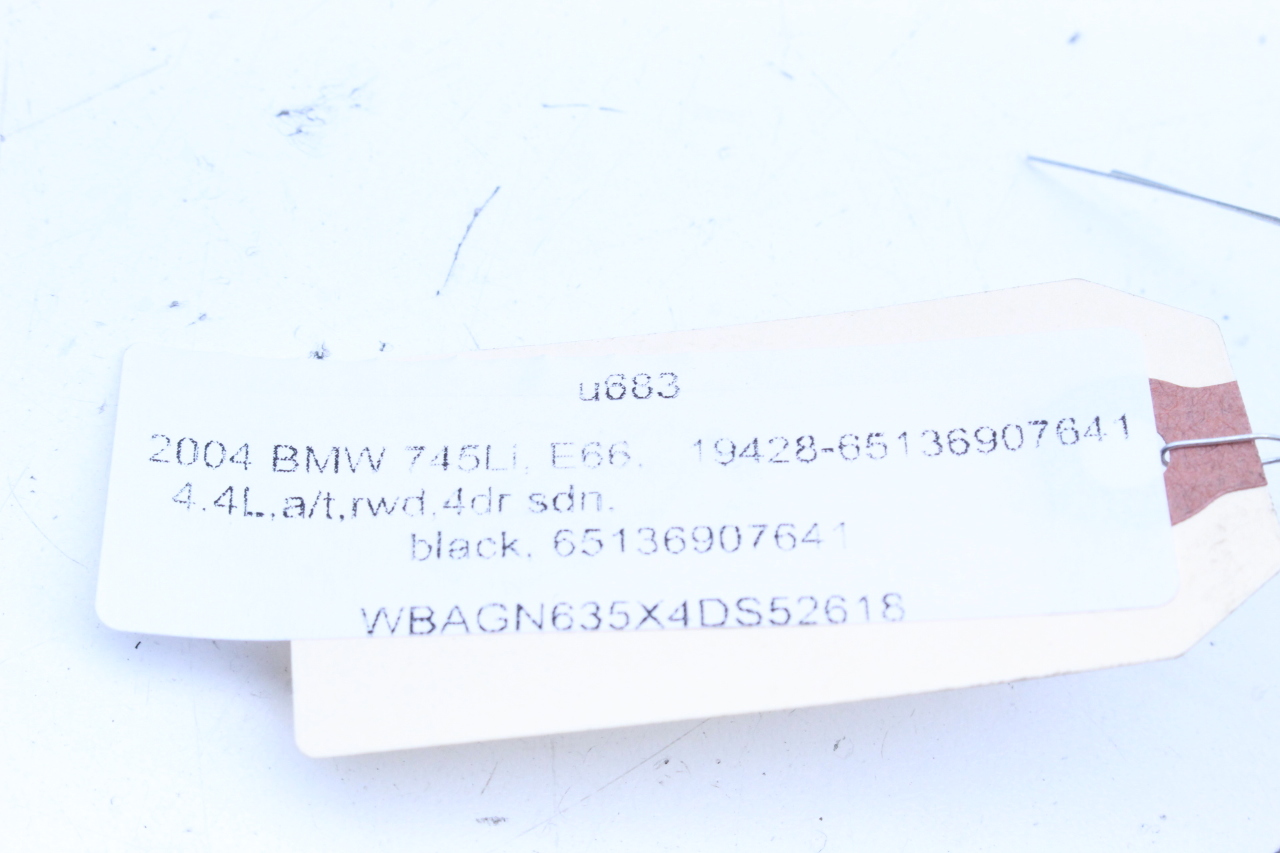 u683
2004 BMW 745Li, E66, 19428-65136907641
4.4L,a/t,rwd,4dr sdn.
black, 65136907641
WBAGN635X4DS52618